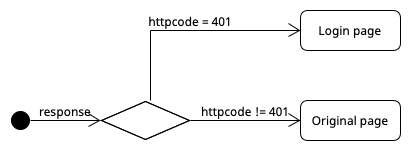 httpcode = 401
Login page
response
httpcode != 401
Original page